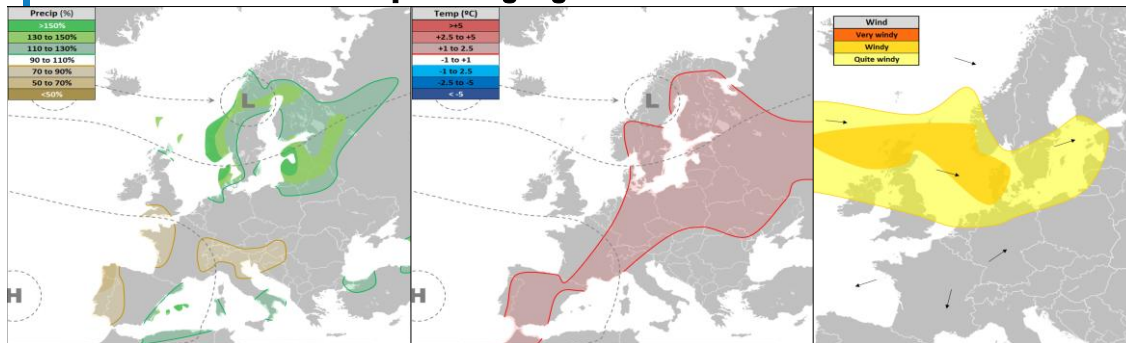 Precip (%)
>150%
130 to 150%
110 to 130%
90 to 110%
70 to 90%
50 to 70%
<50%
L
H
Temp (ºC)
>+5
+2.5 to +5
+1 to 2.5
-1 to +1
-1 to 2.5
-2.5 to -5
< -5
L
H
Wind
Very windy
Windy
Quite windy